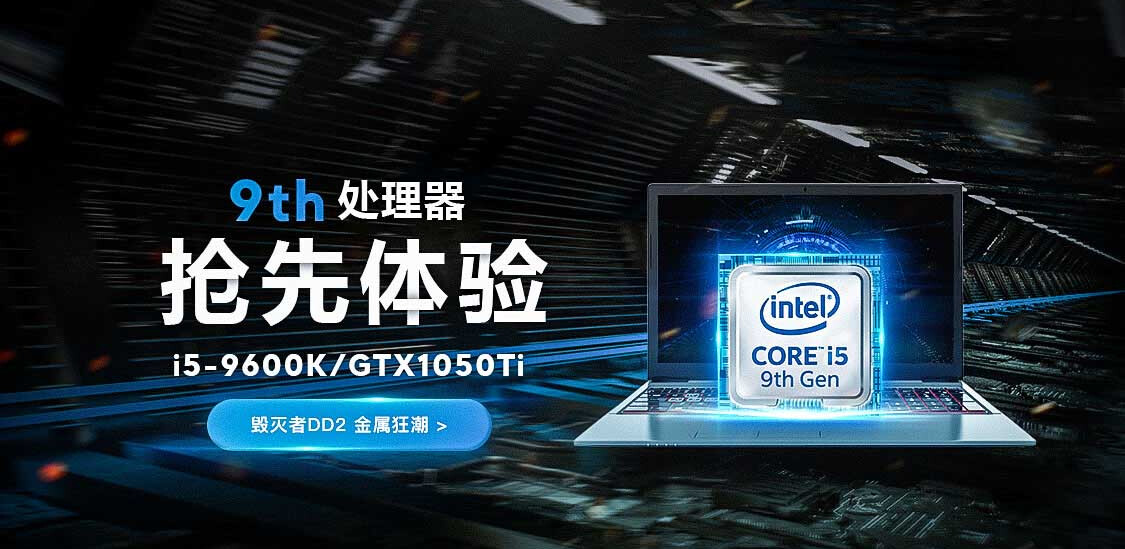 9th 处理器
抢先体验
i5-9600K/GTX1050Ti
毁灭者DD2 金属狂潮 >
intel®
CORE™ i5
9th Gen